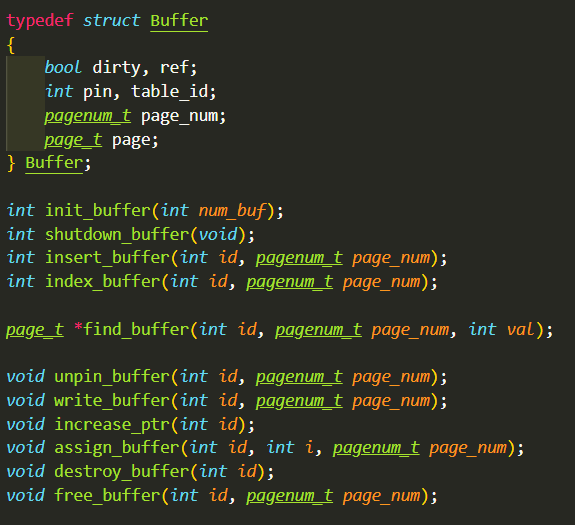 typedef struct Buffer
{
    bool dirty, ref;
    int pin, table_id;
    pagenum_t page_num;
    page_t page;
} Buffer;

int init_buffer(int num_buf);
int shutdown_buffer(void);
int insert_buffer(int id, pagenum_t page_num);
int index_buffer(int id, pagenum_t page_num);

page_t *find_buffer(int id, pagenum_t page_num, int val);

void unpin_buffer(int id, pagenum_t page_num);
void write_buffer(int id, pagenum_t page_num);
void increase_ptr(int id);
void assign_buffer(int id, int i, pagenum_t page_num);
void destroy_buffer(int id);
void free_buffer(int id, pagenum_t page_num);